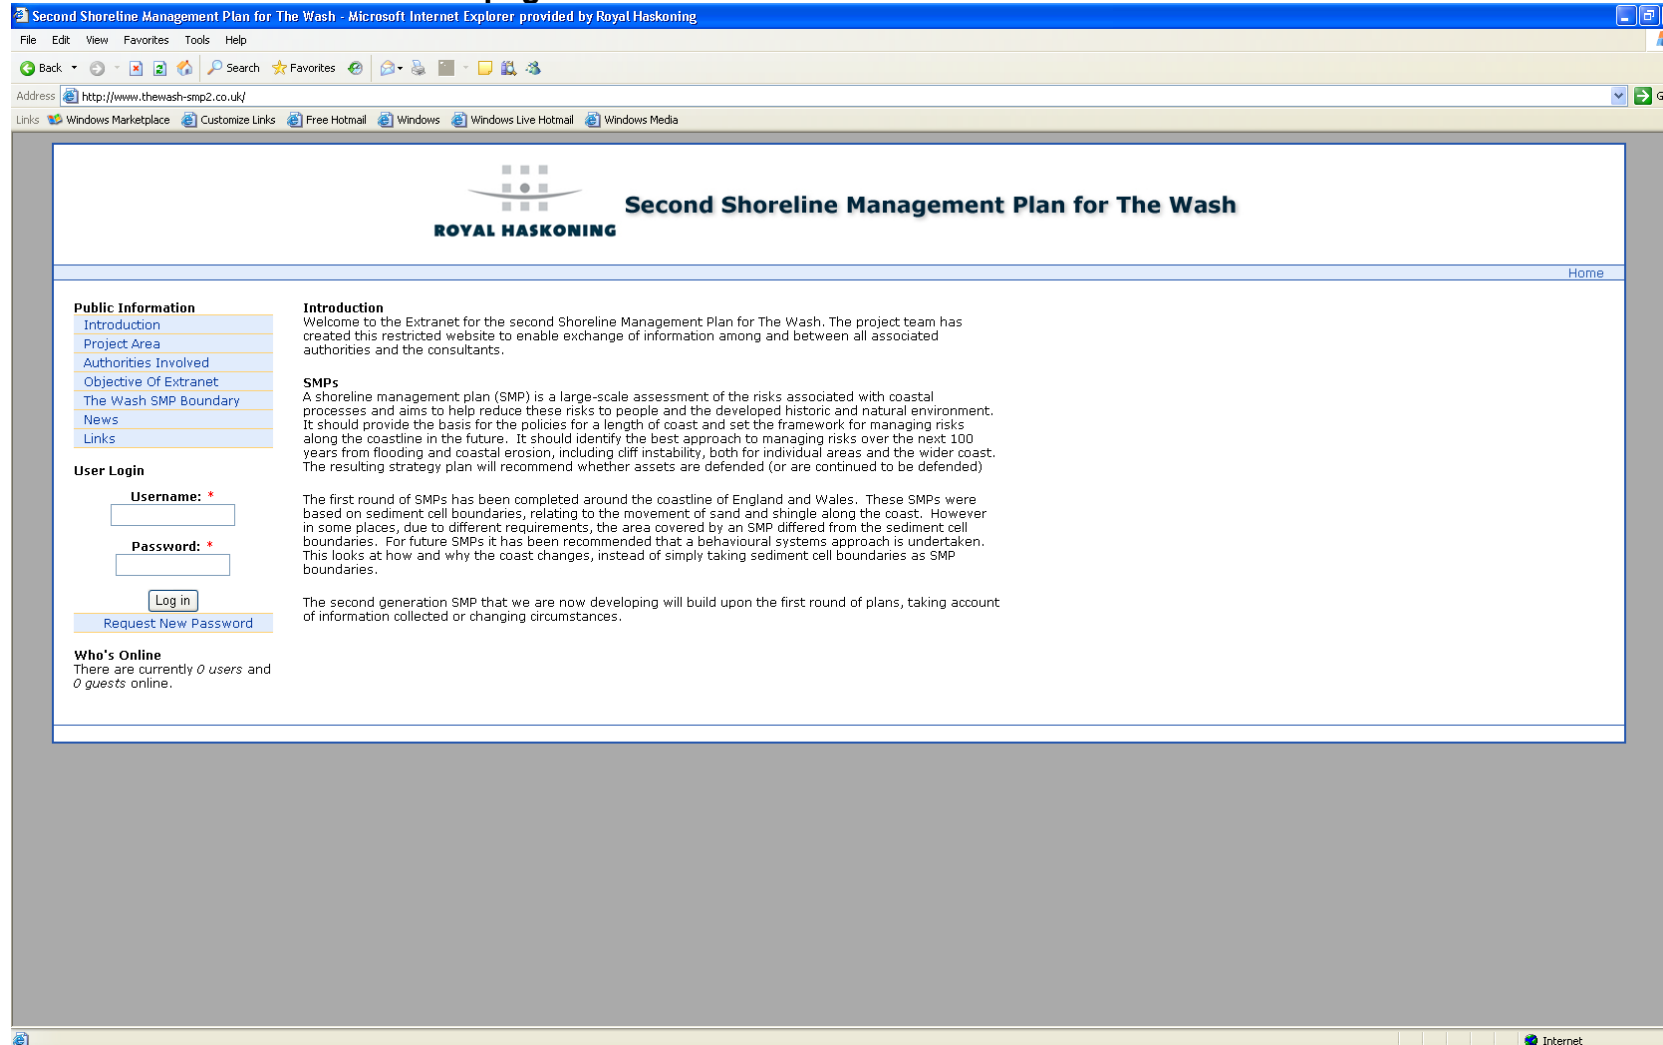 Second Shoreline Management Plan for The Wash - Microsoft Internet Explorer provided by Royal Haskoning
File Edit View Favorites Tools Help
Back Search Favorites
Address http://www.thewash-smp2.co.uk/
Links Windows Marketplace Customize Links Free Hotmail Windows Windows Live Hotmail Windows Media
ROYAL HASKONING
Second Shoreline Management Plan for The Wash
Home
Public Information
Introduction
Project Area
Authorities Involved
Objective Of Extranet
The Wash SMP Boundary
News
Links
User Login
Username: *
Password: *
Log in
Request New Password
Who's Online
There are currently 0 users and
0 guests online.
Introduction
Welcome to the Extranet for the second Shoreline Management Plan for The Wash. The project team has
created this restricted website to enable exchange of information among and between all associated
authorities and the consultants.
SMPs
A shoreline management plan (SMP) is a large-scale assessment of the risks associated with coastal
processes and aims to help reduce these risks to people and the developed historic and natural environment.
It should provide the basis for the policies for a length of coast and set the framework for managing risks
along the coastline in the future. It should identify the best approach to managing risks over the next 100
years from flooding and coastal erosion, including cliff instability, both for individual areas and the wider coast.
The resulting strategy plan will recommend whether assets are defended (or are continued to be defended)
The first round of SMPs has been completed around the coastline of England and Wales. These SMPs were
based on sediment cell boundaries, relating to the movement of sand and shingle along the coast. However
in some places, due to different requirements, the area covered by an SMP differed from the sediment cell
boundaries. For future SMPs it has been recommended that a behavioural systems approach is undertaken.
This looks at how and why the coast changes, instead of simply taking sediment cell boundaries as SMP
boundaries.
The second generation SMP that we are now developing will build upon the first round of plans, taking account
of information collected or changing circumstances.
Internet